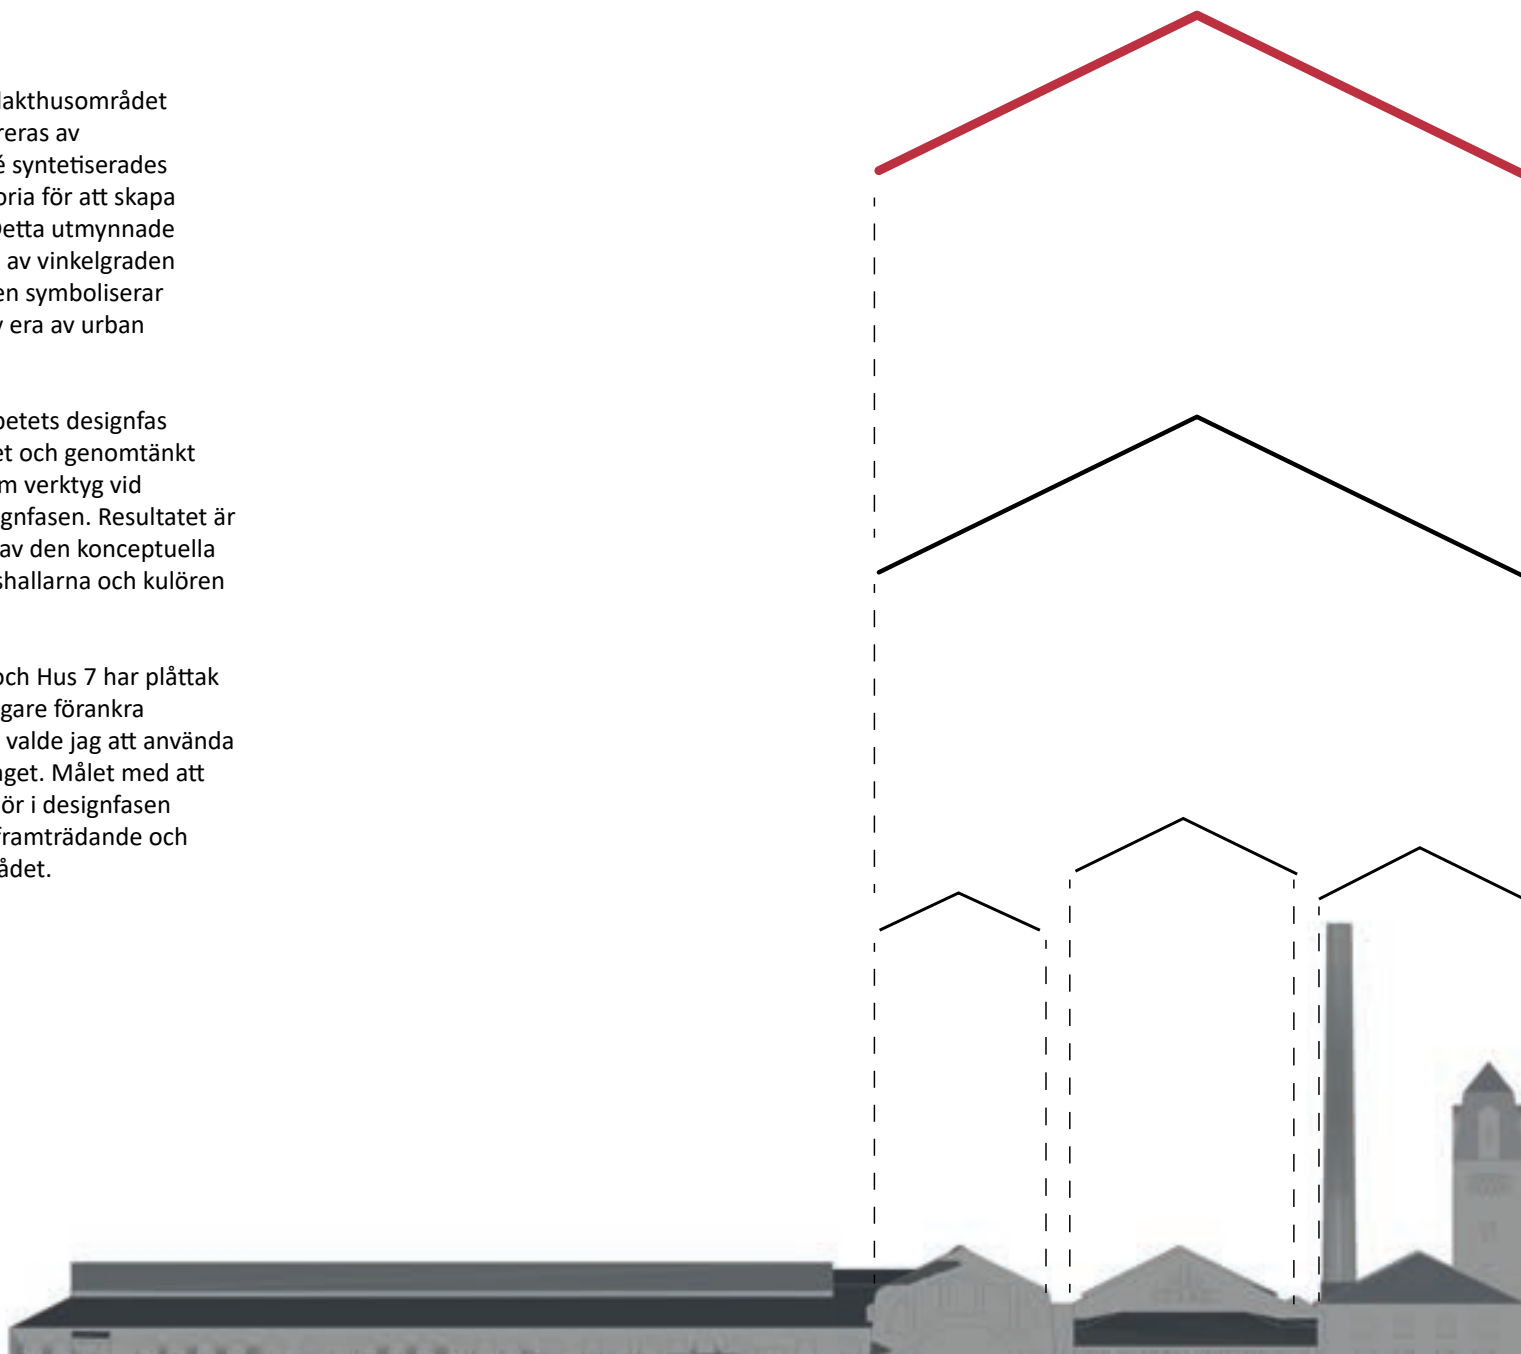 lakthusområdet
reras av
é syntetiserades
oria för att skapa
Detta utmynnade
av vinkelgraden
en symboliserar
v era av urban
betets designfas
et och genomtänkt
m verktyg vid
gnfasen. Resultatet är
av den konceptuella
shallarna och kulören
och Hus 7 har plåttak
gare förankra
valde jag att använda
aget. Målet med att
ör i designfasen
framträdande och
ådet.